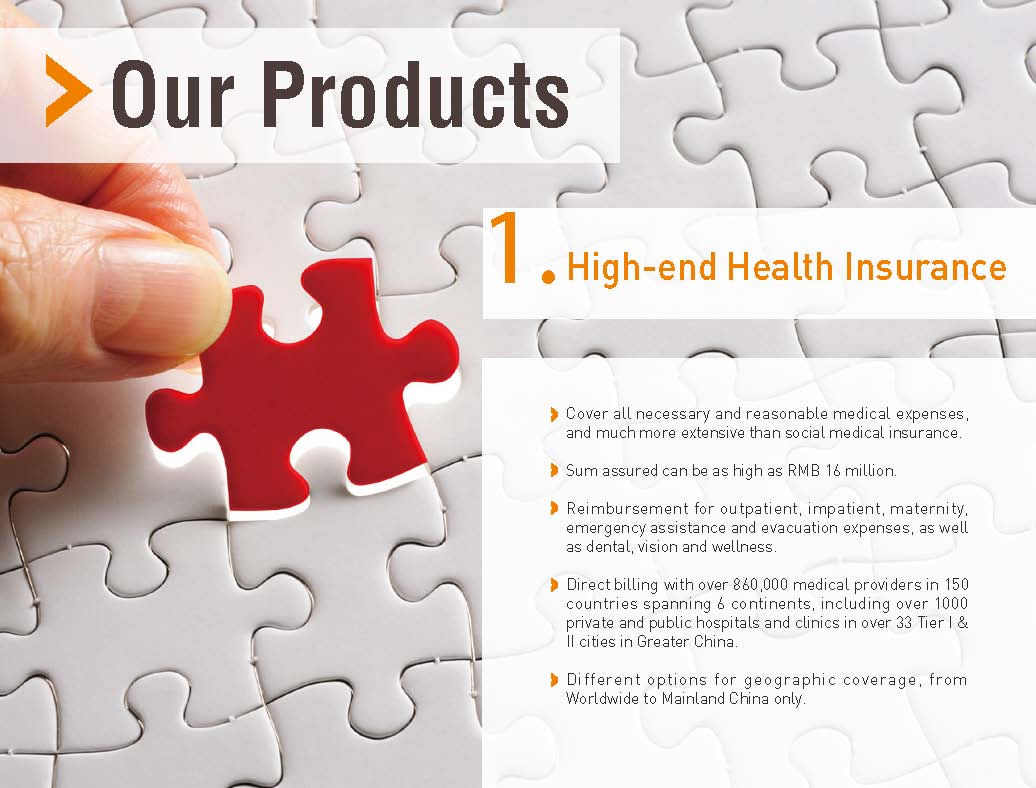 Our Products
1. High-end Health Insurance
Cover all necessary and reasonable medical expenses,
and much more extensive than social medical insurance.
Sum assured can be as high as RMB 16 million.
Reimbursement for outpatient, impatient, maternity,
emergency assistance and evacuation expenses, as well
as dental, vision and wellness.
Direct billing with over 860,000 medical providers in 150
countries spanning 6 continents, including over 1000
private and public hospitals and clinics in over 33 Tier I &
II cities in Greater China.
Different options for geographic coverage, from
Worldwide to Mainland China only.